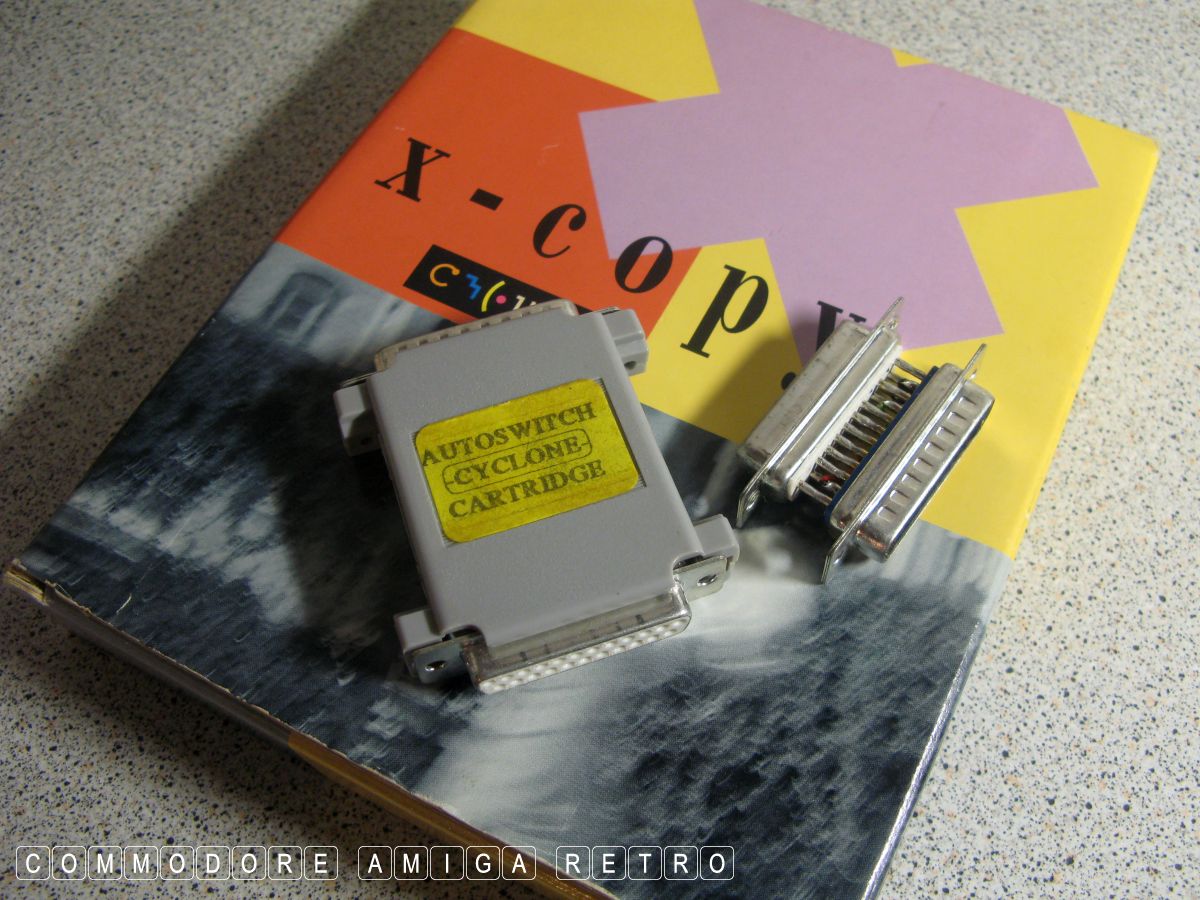 x-copy
AUTOSWITCH
CYCLONE
CARTRIDGE
COMMODORE AMIGA RETRO